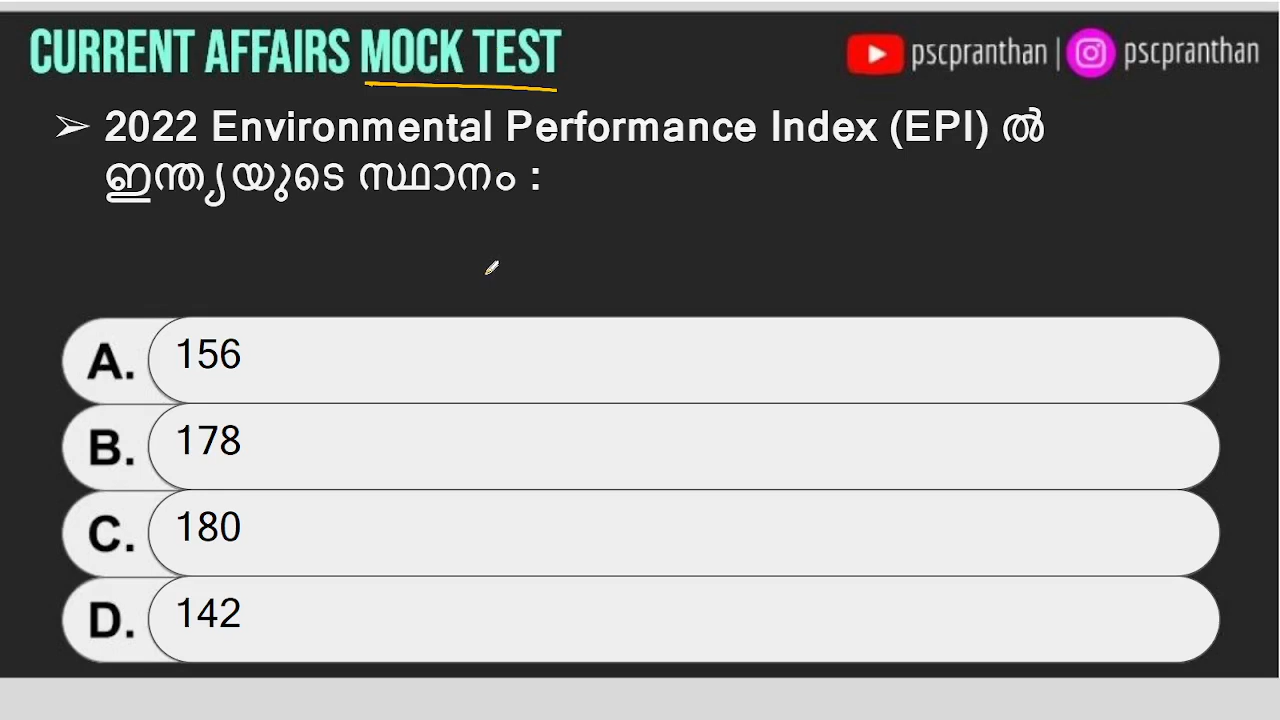 CURRENT AFFAIRS MOCK TEST
pscpranthan | pscpranthan
➢ 2022 Environmental Performance Index (EPI) ൽ
ഇന്ത്യയുടെ സ്ഥാനം :
A. 156
B. 178
C. 180
D. 142